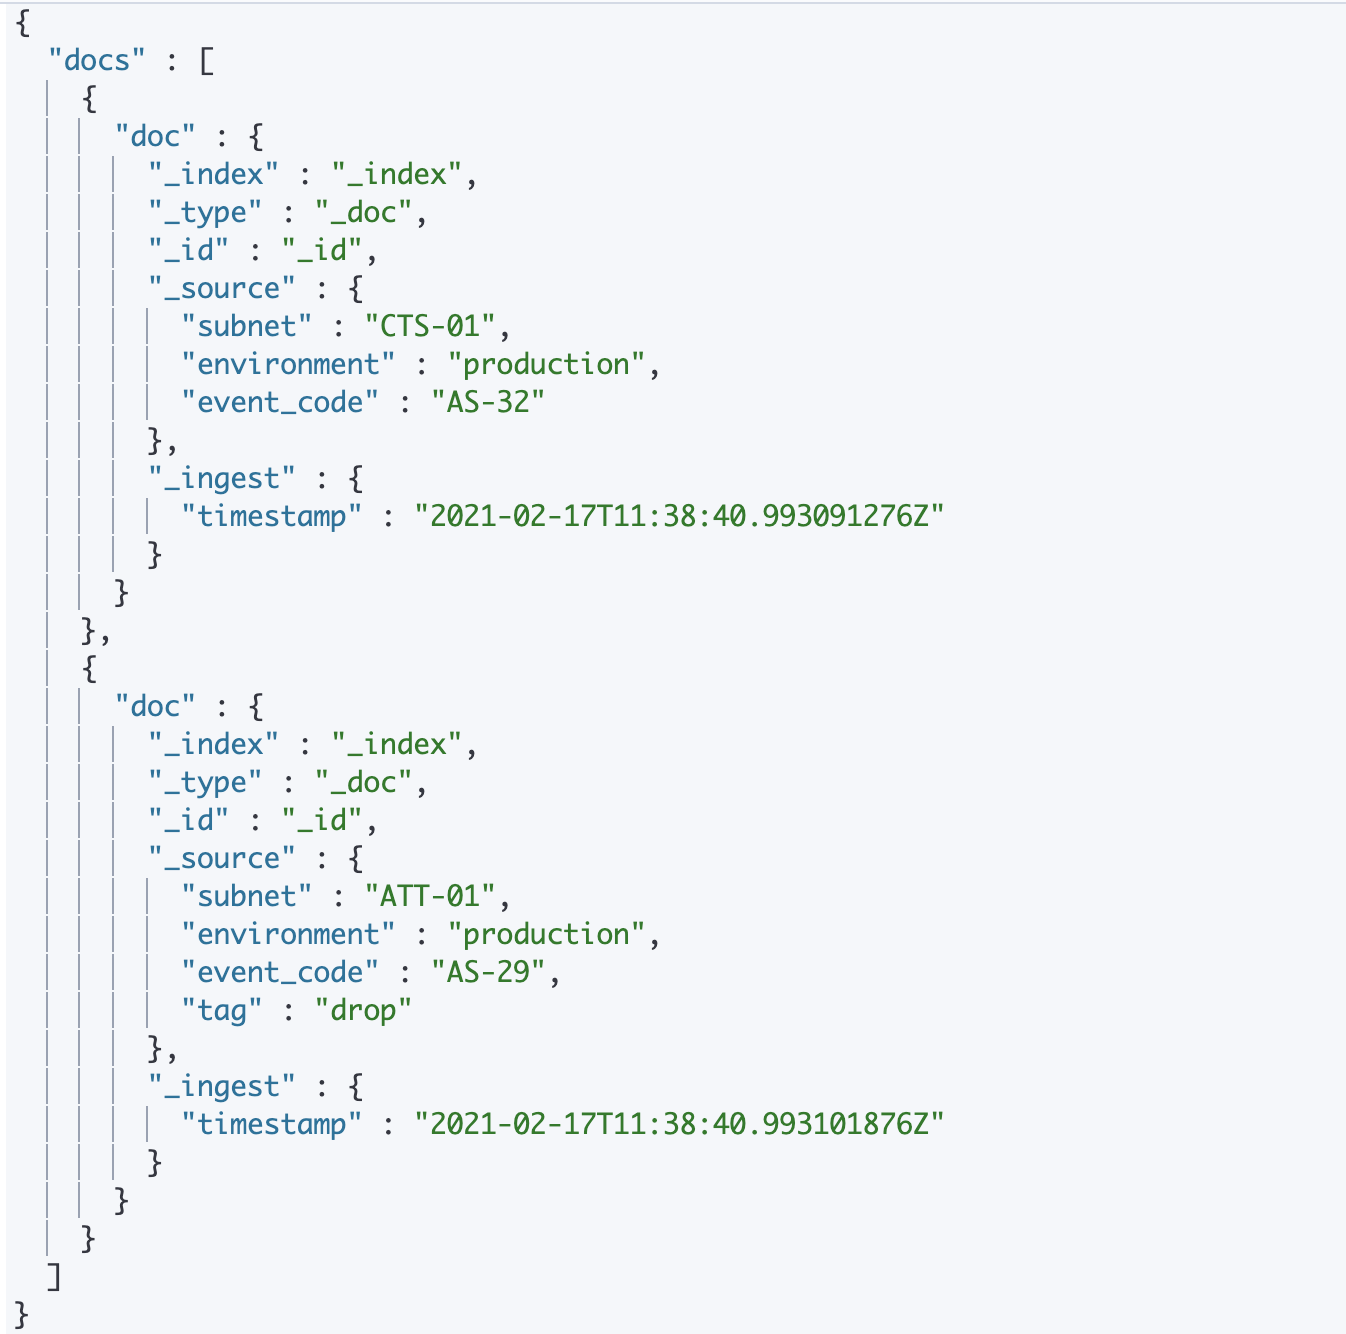 {
  "docs" : [
    {
      "doc" : {
        "_index" : "_index",
        "_type" : "_doc",
        "_id" : "_id",
        "_source" : {
          "subnet" : "CTS-01",
          "environment" : "production",
          "event_code" : "AS-32"
        },
        "_ingest" : {
          "timestamp" : "2021-02-17T11:38:40.993091276Z"
        }
      }
    },
    {
      "doc" : {
        "_index" : "_index",
        "_type" : "_doc",
        "_id" : "_id",
        "_source" : {
          "subnet" : "ATT-01",
          "environment" : "production",
          "event_code" : "AS-29",
          "tag" : "drop"
        },
        "_ingest" : {
          "timestamp" : "2021-02-17T11:38:40.993101876Z"
        }
      }
    }
  ]
}